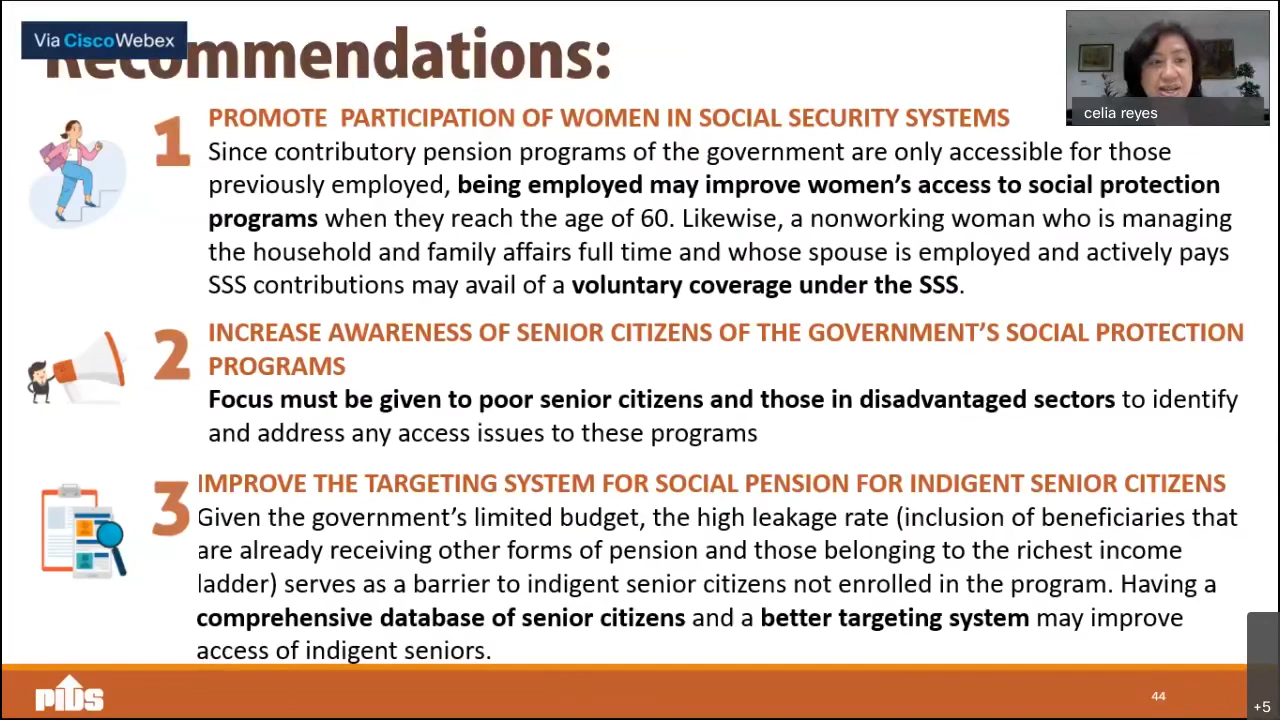 Via Cisco Webex
Recommendations:
celia reyes
1 PROMOTE PARTICIPATION OF WOMEN IN SOCIAL SECURITY SYSTEMS
Since contributory pension programs of the government are only accessible for those
previously employed, being employed may improve women’s access to social protection
programs when they reach the age of 60. Likewise, a nonworking woman who is managing
the household and family affairs full time and whose spouse is employed and actively pays
SSS contributions may avail of a voluntary coverage under the SSS.
2 INCREASE AWARENESS OF SENIOR CITIZENS OF THE GOVERNMENT’S SOCIAL PROTECTION
PROGRAMS
Focus must be given to poor senior citizens and those in disadvantaged sectors to identify
and address any access issues to these programs
3 IMPROVE THE TARGETING SYSTEM FOR SOCIAL PENSION FOR INDIGENT SENIOR CITIZENS
Given the government’s limited budget, the high leakage rate (inclusion of beneficiaries that
are already receiving other forms of pension and those belonging to the richest income
ladder) serves as a barrier to indigent senior citizens not enrolled in the program. Having a
comprehensive database of senior citizens and a better targeting system may improve
access of indigent seniors.
pids
44
+5